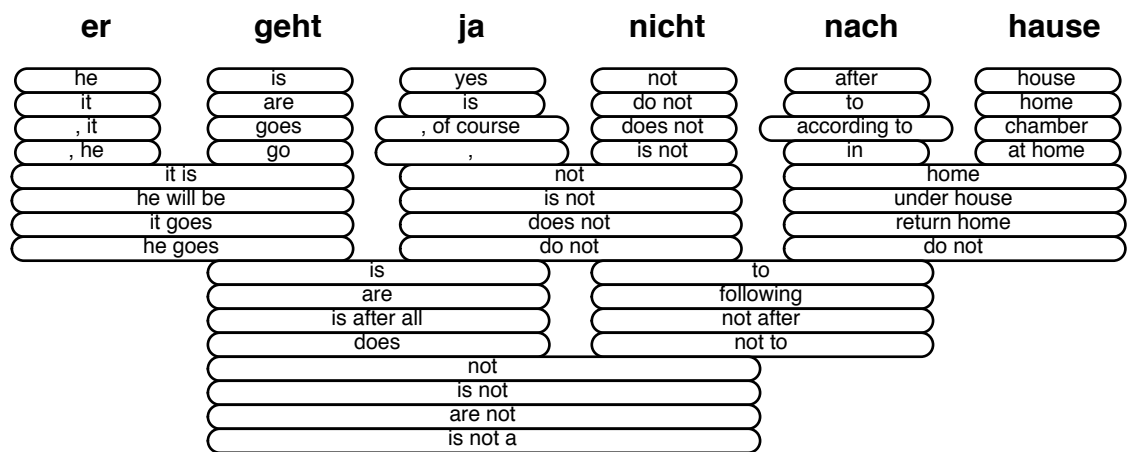 er geht ja nicht nach hause
he is yes not after house
it are is do not to home
, it goes , of course does not according to chamber
, he go , is not in at home
it is not home
he will be is not under house
it goes does not return home
he goes do not do not
is to
are following
is after all not after
does not to
not
is not
are not
is not a